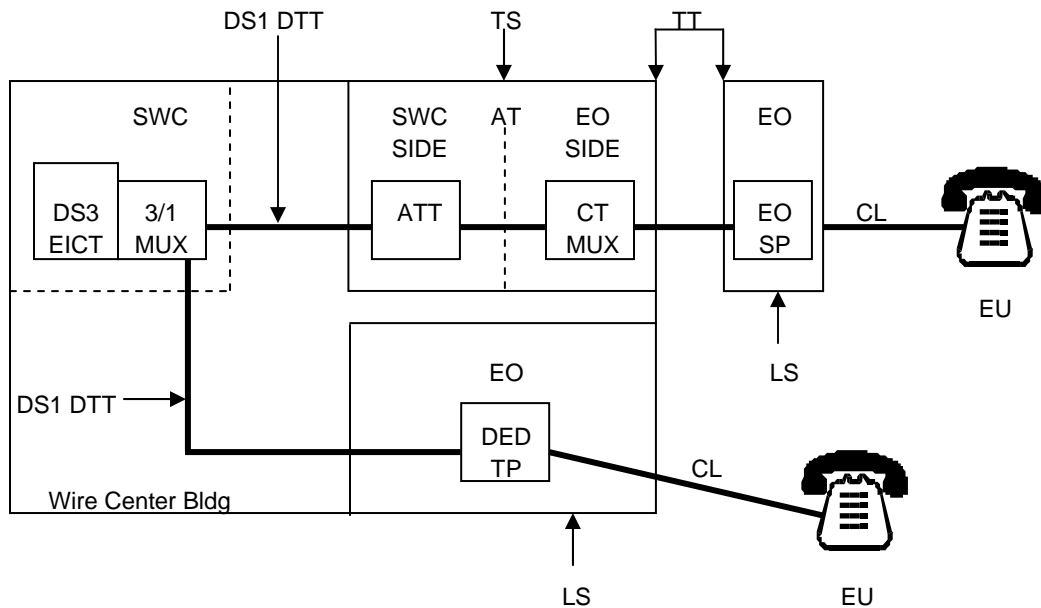 DS1 DTT
TS
TT
SWC
SWC
SIDE
AT
EO
SIDE
EO
DS3
EICT
3/1
MUX
ATT
CT
MUX
EO
SP
CL
EU
LS
EO
DS1 DTT
DED
TP
CL
Wire Center Bldg
LS
EU